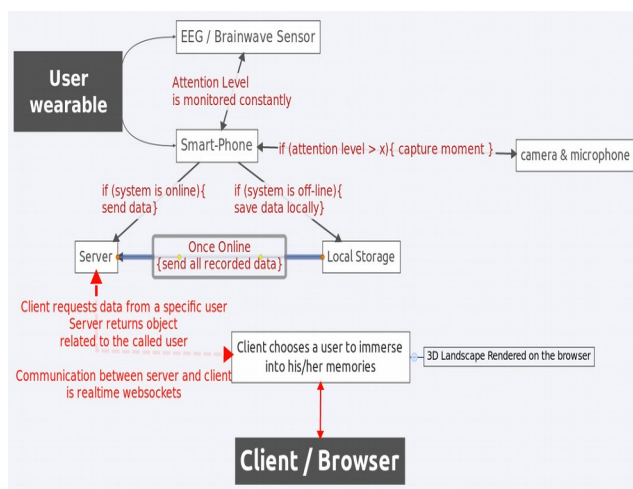 EEG / Brainwave Sensor
User
wearable
Attention Level
is monitored constantly
Smart-Phone
if (attention level > x){ capture moment }
camera & microphone
if (system is online){
send data}
if (system is off-line){
save data locally}
Server
Once Online
{send all recorded data}
Local Storage
Client requests data from a specific user
Server returns object
related to the called user
Client chooses a user to immerse
into his/her memories
3D Landscape Rendered on the browser
Communication between server and client
is realtime websockets
Client / Browser